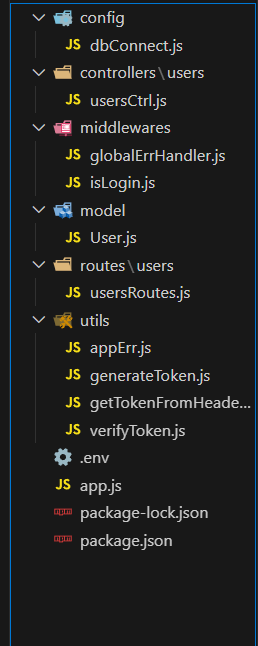 config
JS dbConnect.js
controllers\users
JS usersCtrl.js
middlewares
JS globalErrHandler.js
JS isLogin.js
model
JS User.js
routes\users
JS usersRoutes.js
utils
JS appErr.js
JS generateToken.js
JS getTokenFromHeade...
JS verifyToken.js
.env
JS app.js
package-lock.json
package.json